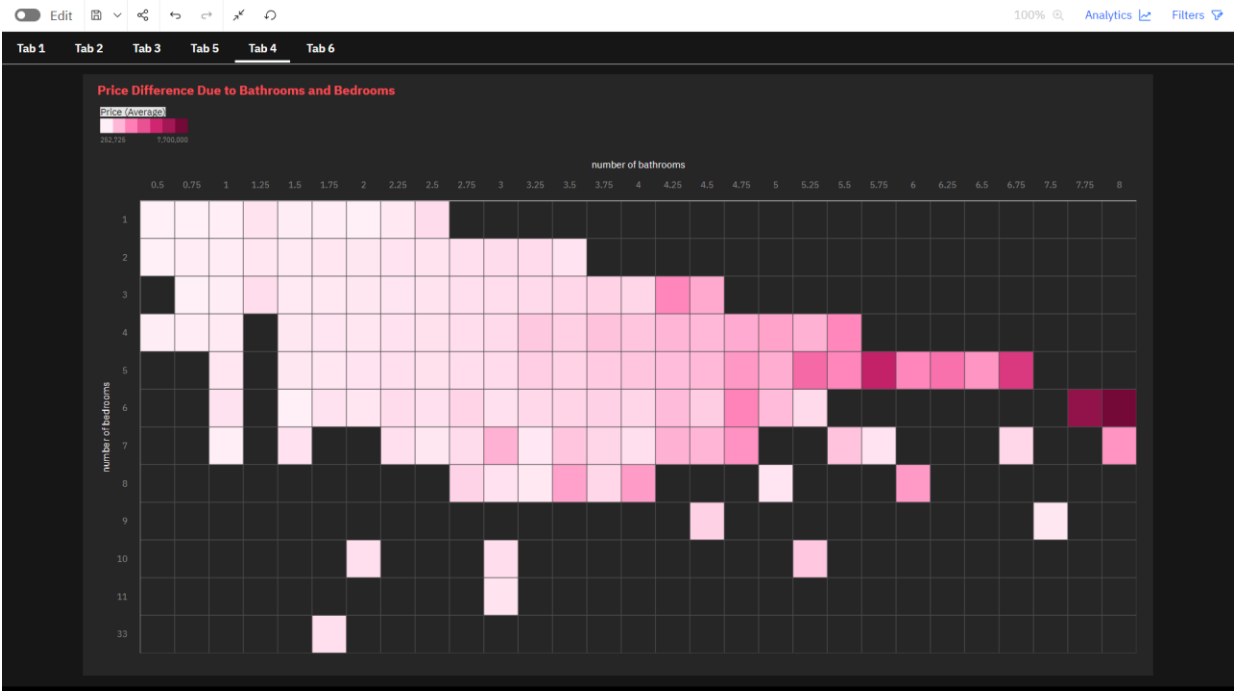 Edit 100% Analytics Filters
Tab 1 Tab 2 Tab 3 Tab 5 Tab 4 Tab 6
Price Difference Due to Bathrooms and Bedrooms
Price (Average)
262,725 7,700,000
number of bathrooms
0.5 0.75 1 1.25 1.5 1.75 2 2.25 2.5 2.75 3 3.25 3.5 3.75 4 4.25 4.5 4.75 5 5.25 5.5 5.75 6 6.25 6.5 6.75 7.5 7.75 8
number of bedrooms
1
2
3
4
5
6
7
8
9
10
11
33